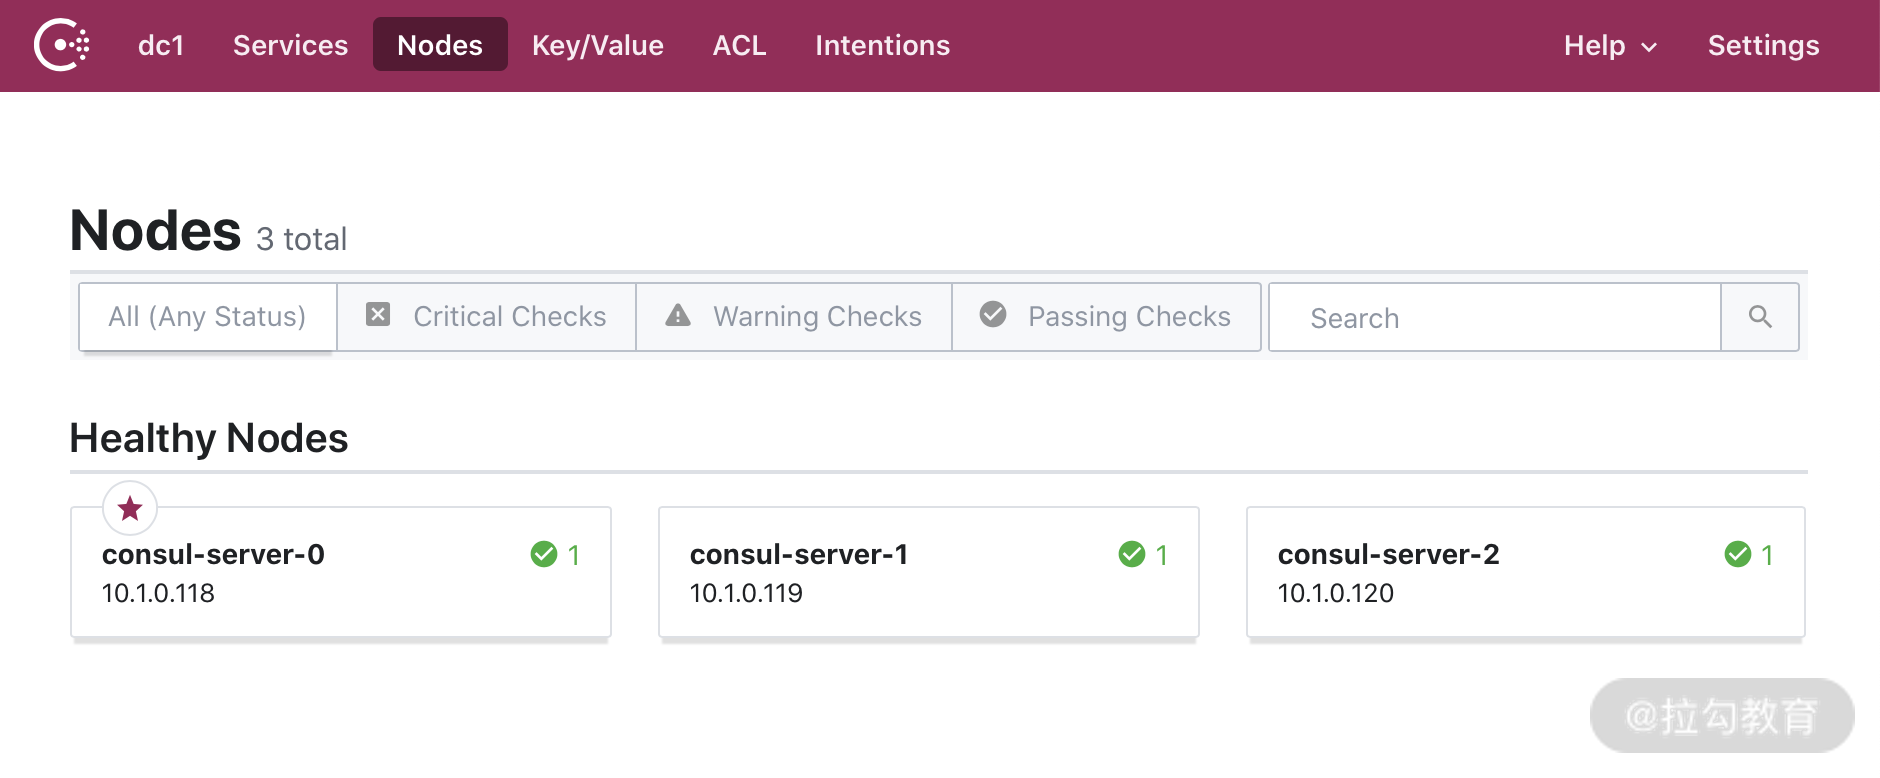 dc1 Services Nodes Key/Value ACL Intentions Help Settings
Nodes 3 total
All (Any Status) Critical Checks Warning Checks Passing Checks Search
Healthy Nodes
consul-server-0 1 consul-server-1 1 consul-server-2 1
10.1.0.118 10.1.0.119 10.1.0.120
@拉勾教育